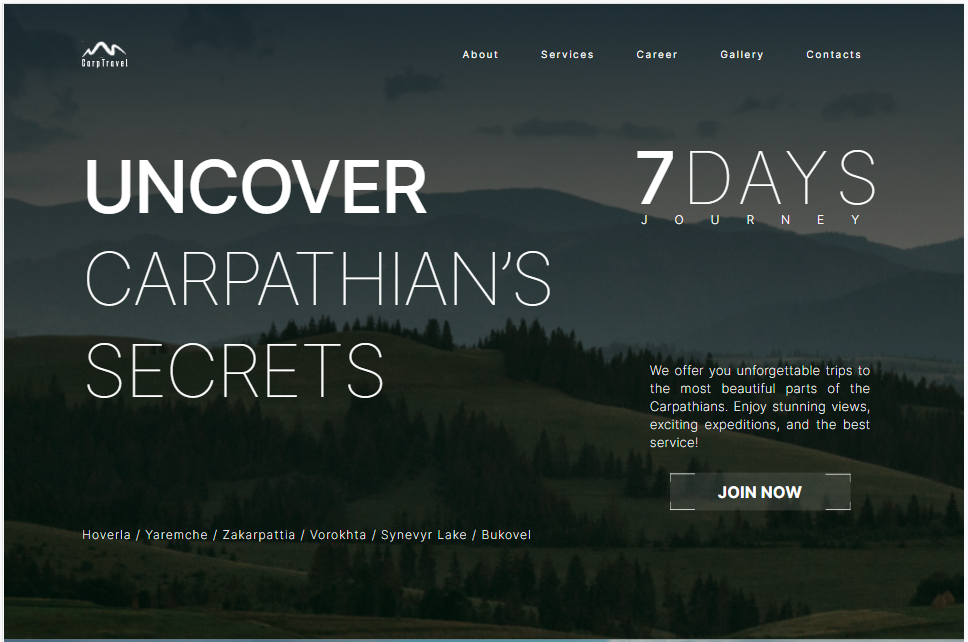 CarpTravel
About Services Career Gallery Contacts
UNCOVER
CARPATHIAN’S
SECRETS
7DAYS
JOURNEY
We offer you unforgettable trips to
the most beautiful parts of the
Carpathians. Enjoy stunning views,
exciting expeditions, and the best
service!
JOIN NOW
Hoverla / Yaremche / Zakarpattia / Vorokhta / Synevyr Lake / Bukovel